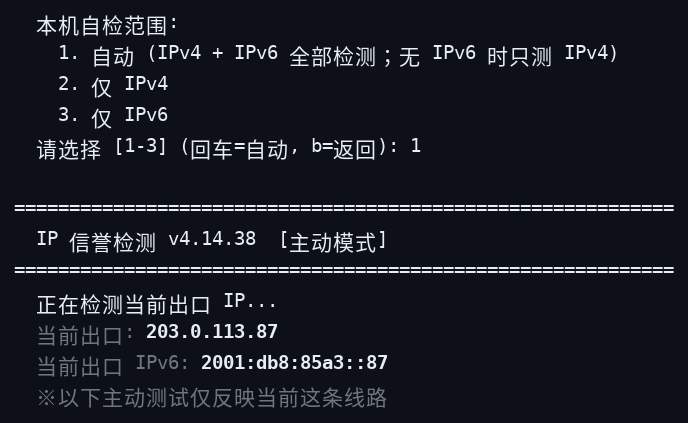 本机自检范围:
1. 自动 (IPv4 + IPv6 全部检测；无 IPv6 时只测 IPv4)
2. 仅 IPv4
3. 仅 IPv6
请选择 [1-3] (回车=自动, b=返回): 1
============================================================
IP 信誉检测 v4.14.38 [主动模式]
============================================================
正在检测当前出口 IP...
当前出口: 203.0.113.87
当前出口 IPv6: 2001:db8:85a3::87
※以下主动测试仅反映当前这条线路